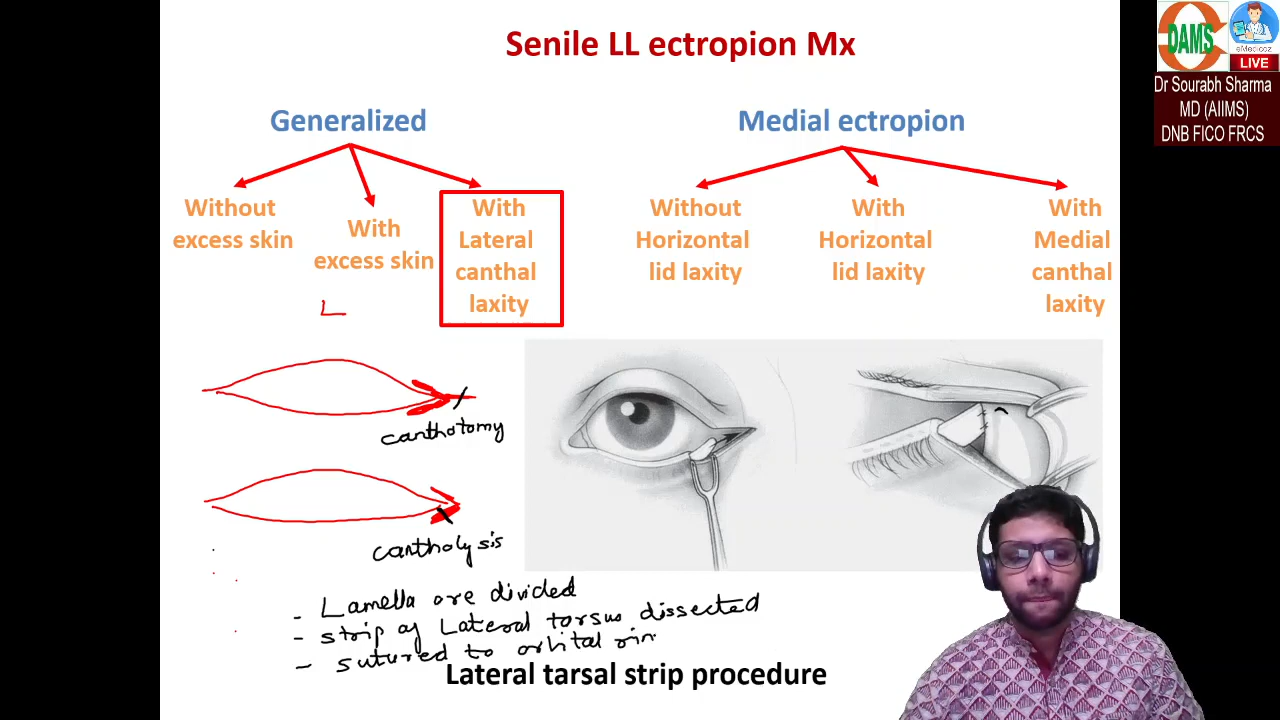 Senile LL ectropion Mx
DAMS
eMedicoz
LIVE
Dr Sourabh Sharma
MD (AIIMS)
DNB FICO FRCS
Generalized
Medial ectropion
Without
excess skin
With
excess skin
With
Lateral
canthal
laxity
Without
Horizontal
lid laxity
With
Horizontal
lid laxity
With
Medial
canthal
laxity
L
canthotomy
cantholysis
- Lamella are divided
- strip of Lateral tarsus dissected
- sutured to orbital rim
Lateral tarsal strip procedure